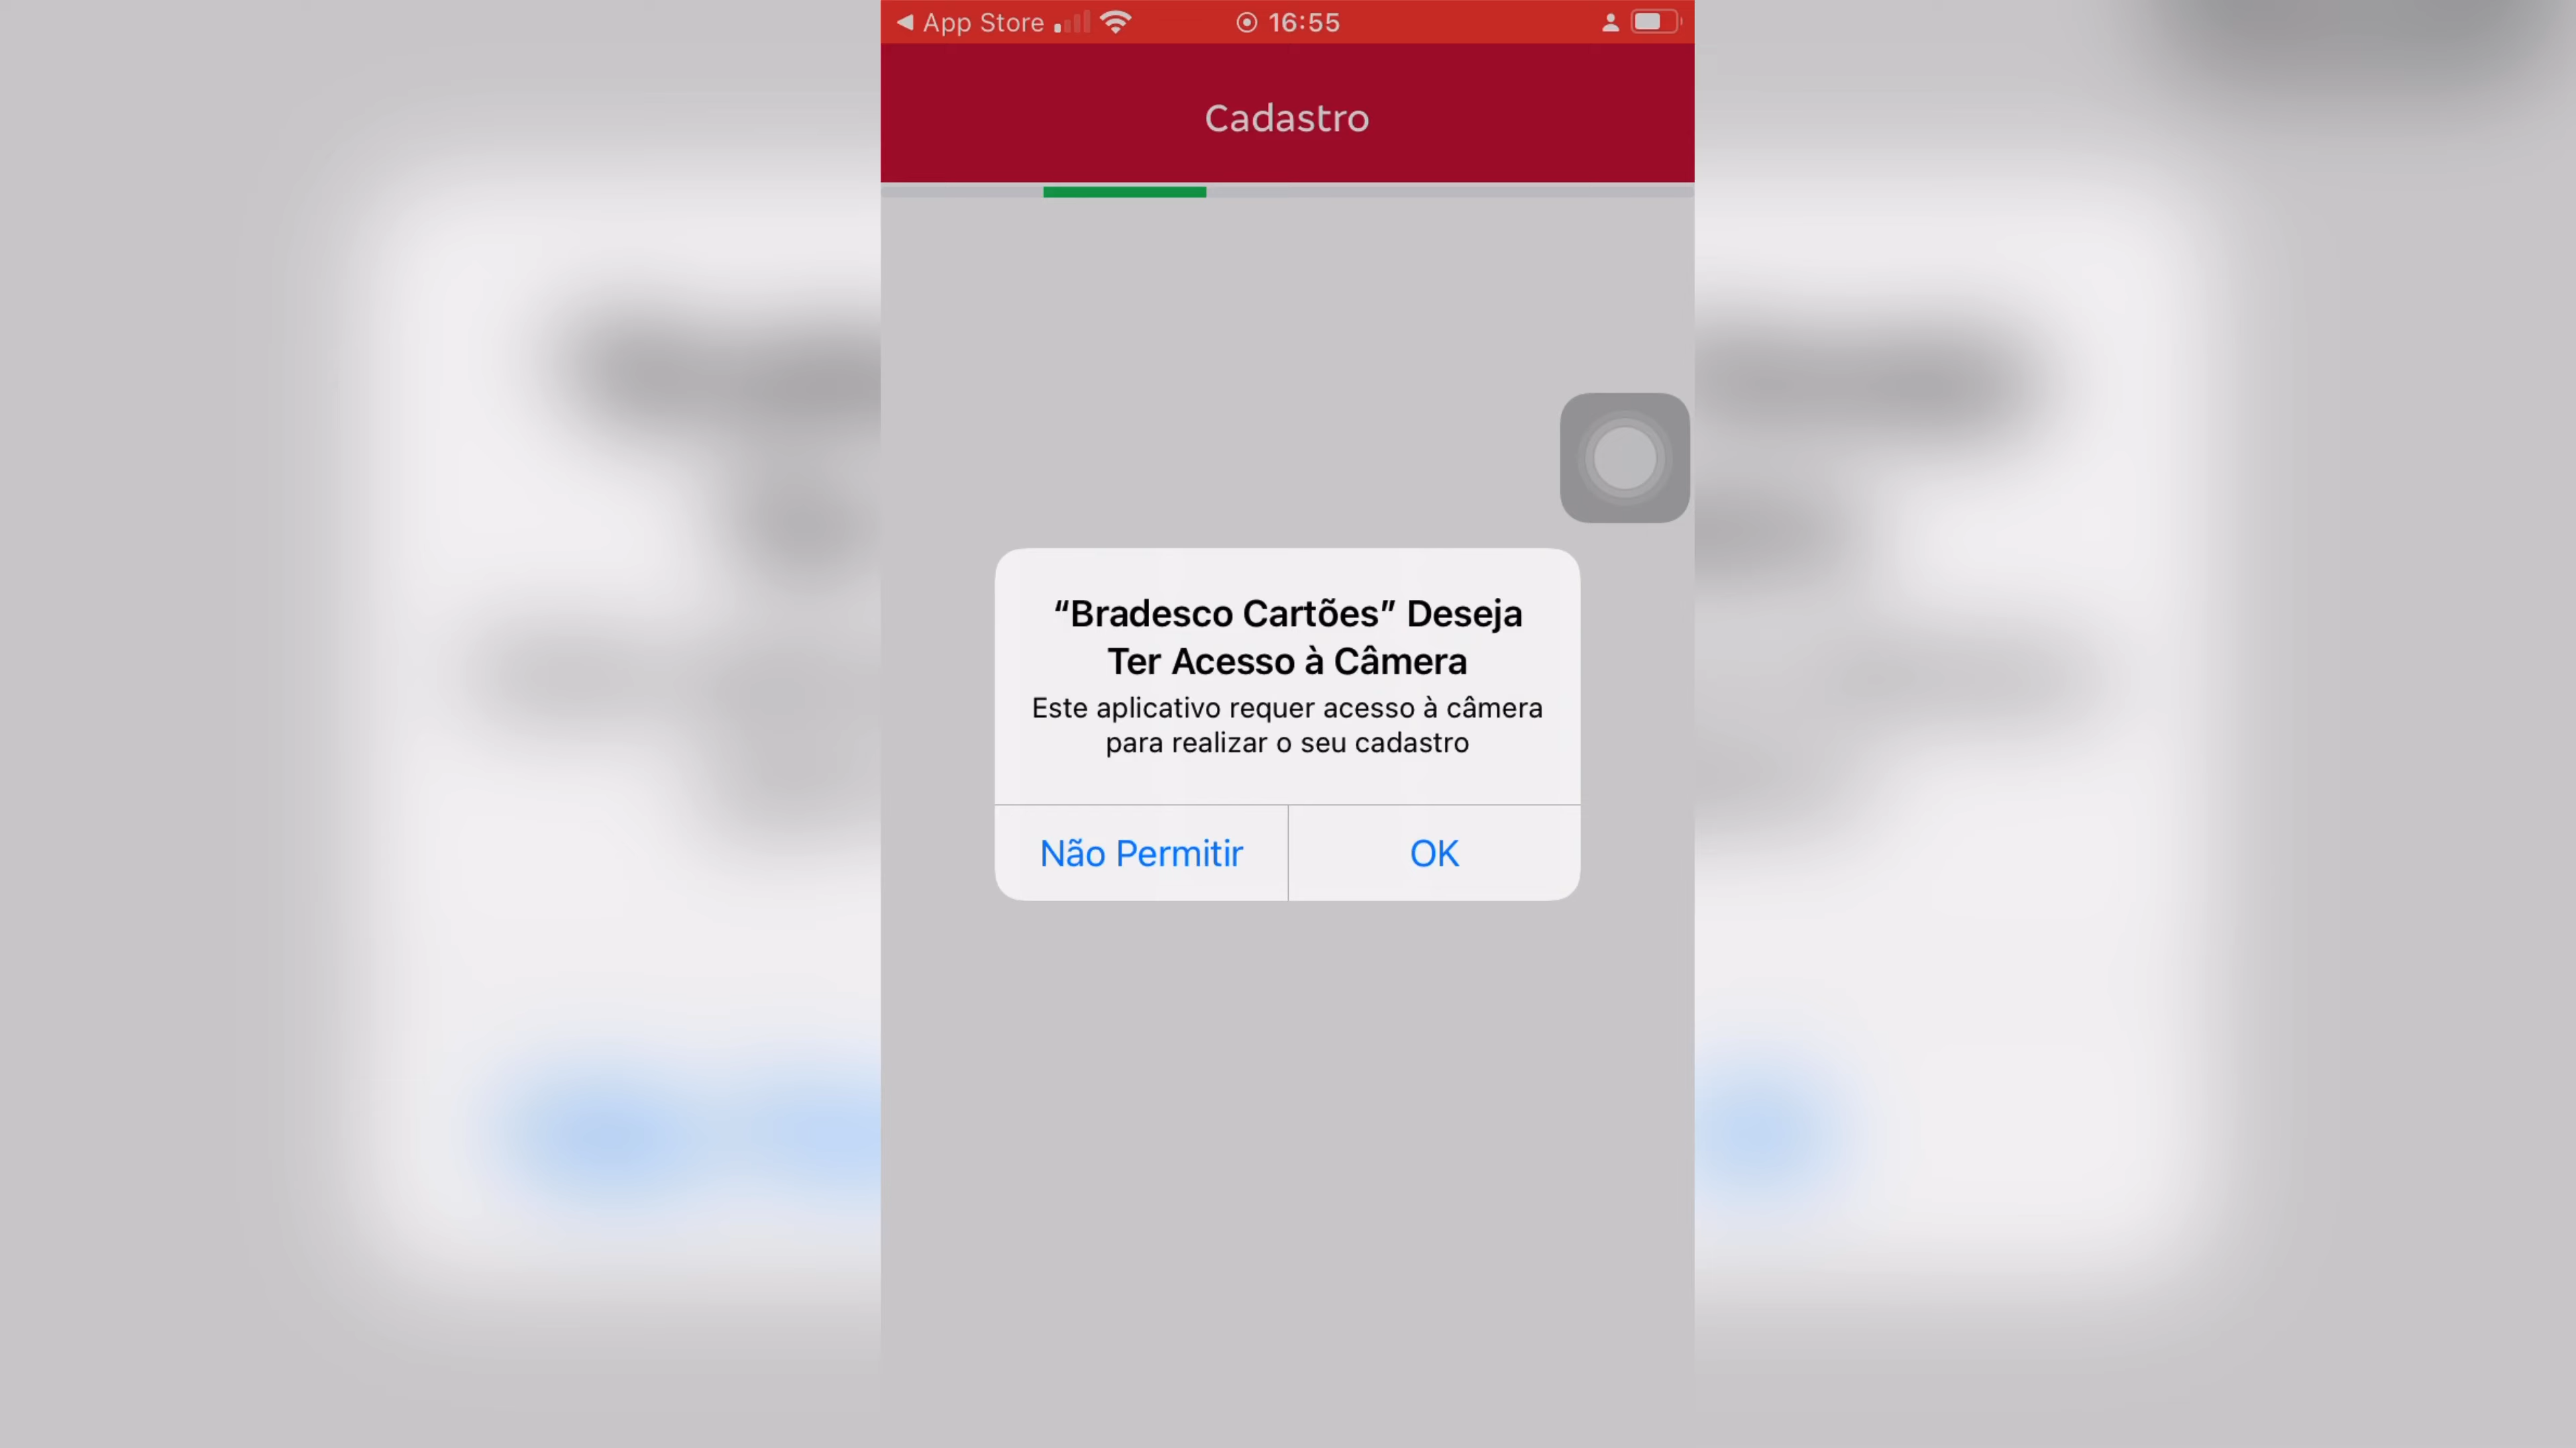 App Store 16:55
Cadastro
“Bradesco Cartões” Deseja
Ter Acesso à Câmera
Este aplicativo requer acesso à câmera
para realizar o seu cadastro
Não Permitir OK